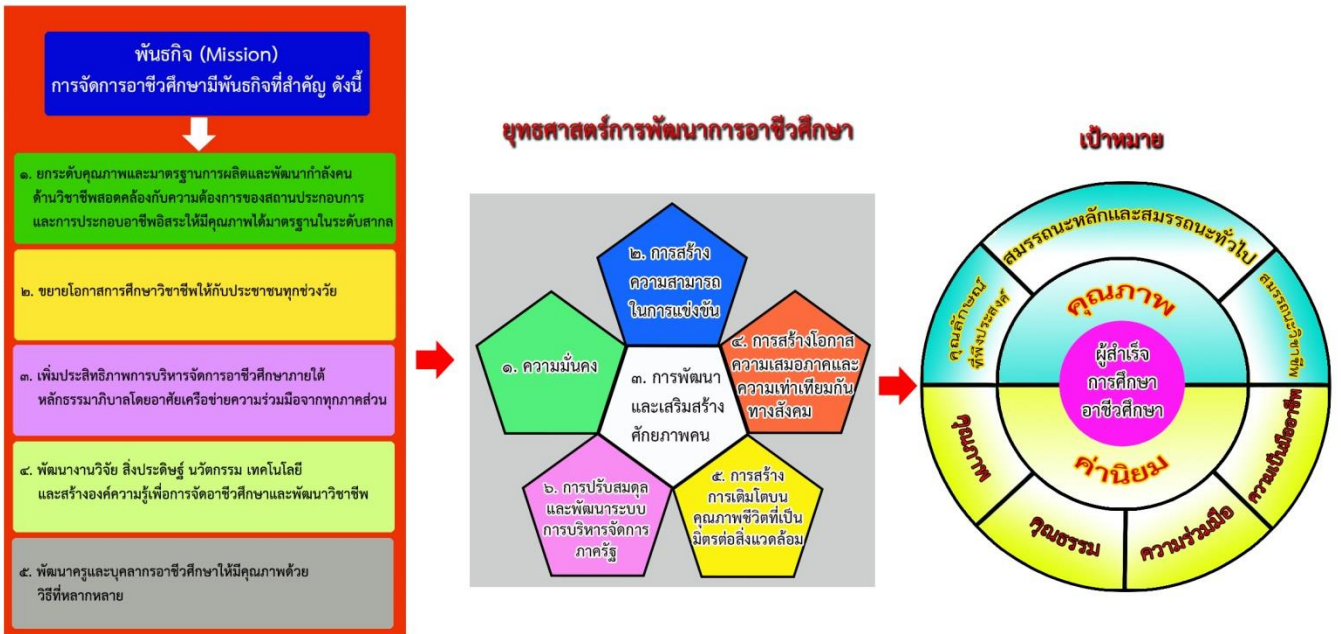 พันธกิจ (Mission)
การจัดการอาชีวศึกษามีพันธกิจที่สำคัญ ดังนี้
๑. ยกระดับคุณภาพและมาตรฐานการผลิตและพัฒนากำลังคน
ด้านวิชาชีพสอดคล้องกับความต้องการของสถานประกอบการ
และการประกอบอาชีพอิสระให้มีคุณภาพได้มาตรฐานในระดับสากล
๒. ขยายโอกาสการศึกษาวิชาชีพให้กับประชาชนทุกช่วงวัย
๓. เพิ่มประสิทธิภาพการบริหารจัดการอาชีวศึกษาภายใต้
หลักธรรมาภิบาลโดยอาศัยเครือข่ายความร่วมมือจากทุกภาคส่วน
๔. พัฒนางานวิจัย สิ่งประดิษฐ์ นวัตกรรม เทคโนโลยี
และสร้างองค์ความรู้เพื่อการจัดอาชีวศึกษาและพัฒนาวิชาชีพ
๕. พัฒนาครูและบุคลากรอาชีวศึกษาให้มีคุณภาพด้วย
วิธีที่หลากหลาย
ยุทธศาสตร์การพัฒนาการอาชีวศึกษา
๑. ความมั่นคง
๒. การสร้าง
ความสามารถ
ในการแข่งขัน
๓. การพัฒนา
และเสริมสร้าง
ศักยภาพคน
๔. การสร้างโอกาส
ความเสมอภาคและ
ความเท่าเทียมกัน
ทางสังคม
๕. การสร้าง
การเติมโตบน
คุณภาพชีวิตที่เป็น
มิตรต่อสิ่งแวดล้อม
๖. การปรับสมดุล
และพัฒนาระบบ
การบริหารจัดการ
ภาครัฐ
เป้าหมาย
สมรรถนะหลักและสมรรถนะทั่วไป
คุณลักษณ์
ที่พึงประสงค์
สมรรถนะวิชาชีพ
คุณภาพ
ผู้สำเร็จ
การศึกษา
อาชีวศึกษา
ค่านิยม
คุณภาพ
คุณธรรม
ความร่วมมือ
ความเป็นมืออาชีพ